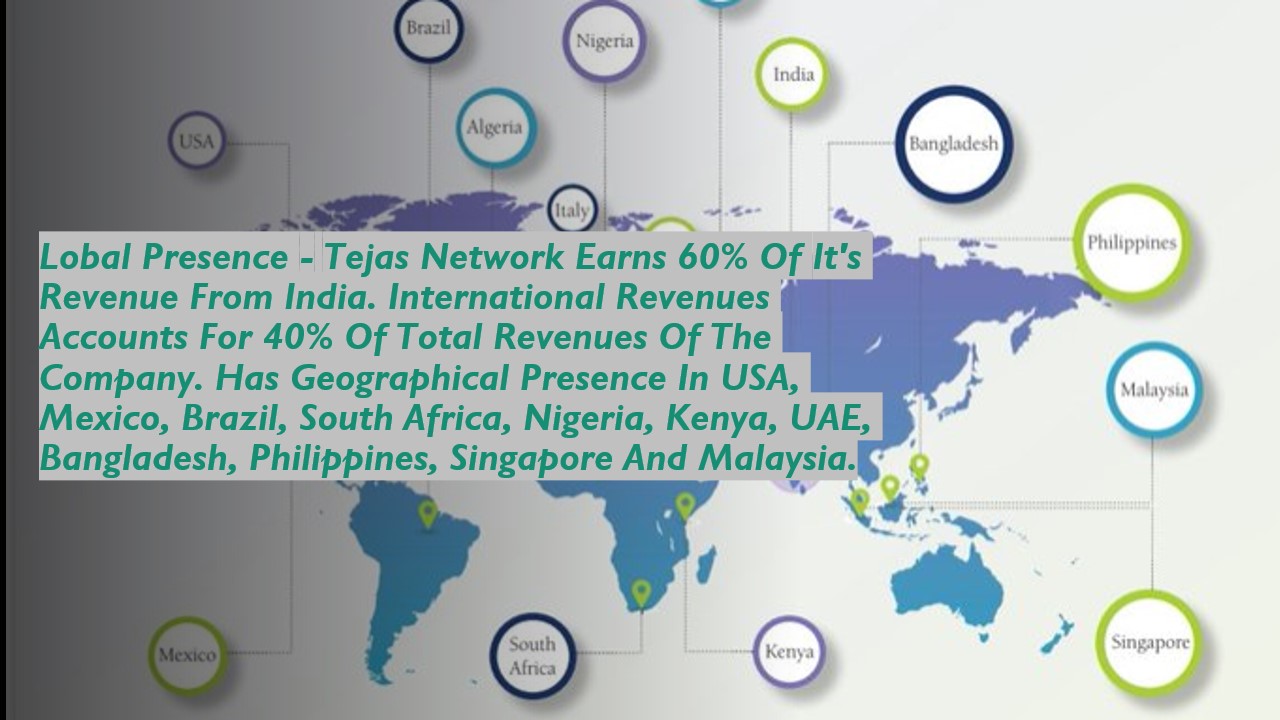 Brazil
Nigeria
India
USA
Algeria
Bangladesh
Italy
Philippines
Lobal Presence - Tejas Network Earns 60% Of It's
Revenue From India. International Revenues
Accounts For 40% Of Total Revenues Of The
Company. Has Geographical Presence In USA,
Mexico, Brazil, South Africa, Nigeria, Kenya, UAE,
Bangladesh, Philippines, Singapore And Malaysia.
Malaysia
Mexico
South
Africa
Kenya
Singapore